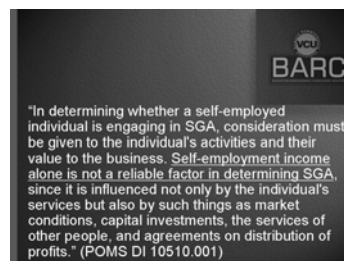 VCU
BARC
“In determining whether a self-employed
individual is engaging in SGA, consideration must
be given to the individual's activities and their
value to the business. Self-employment income
alone is not a reliable factor in determining SGA,
since it is influenced not only by the individual's
services but also by such things as market
conditions, capital investments, the services of
other people, and agreements on distribution of
profits.” (POMS DI 10510.001)